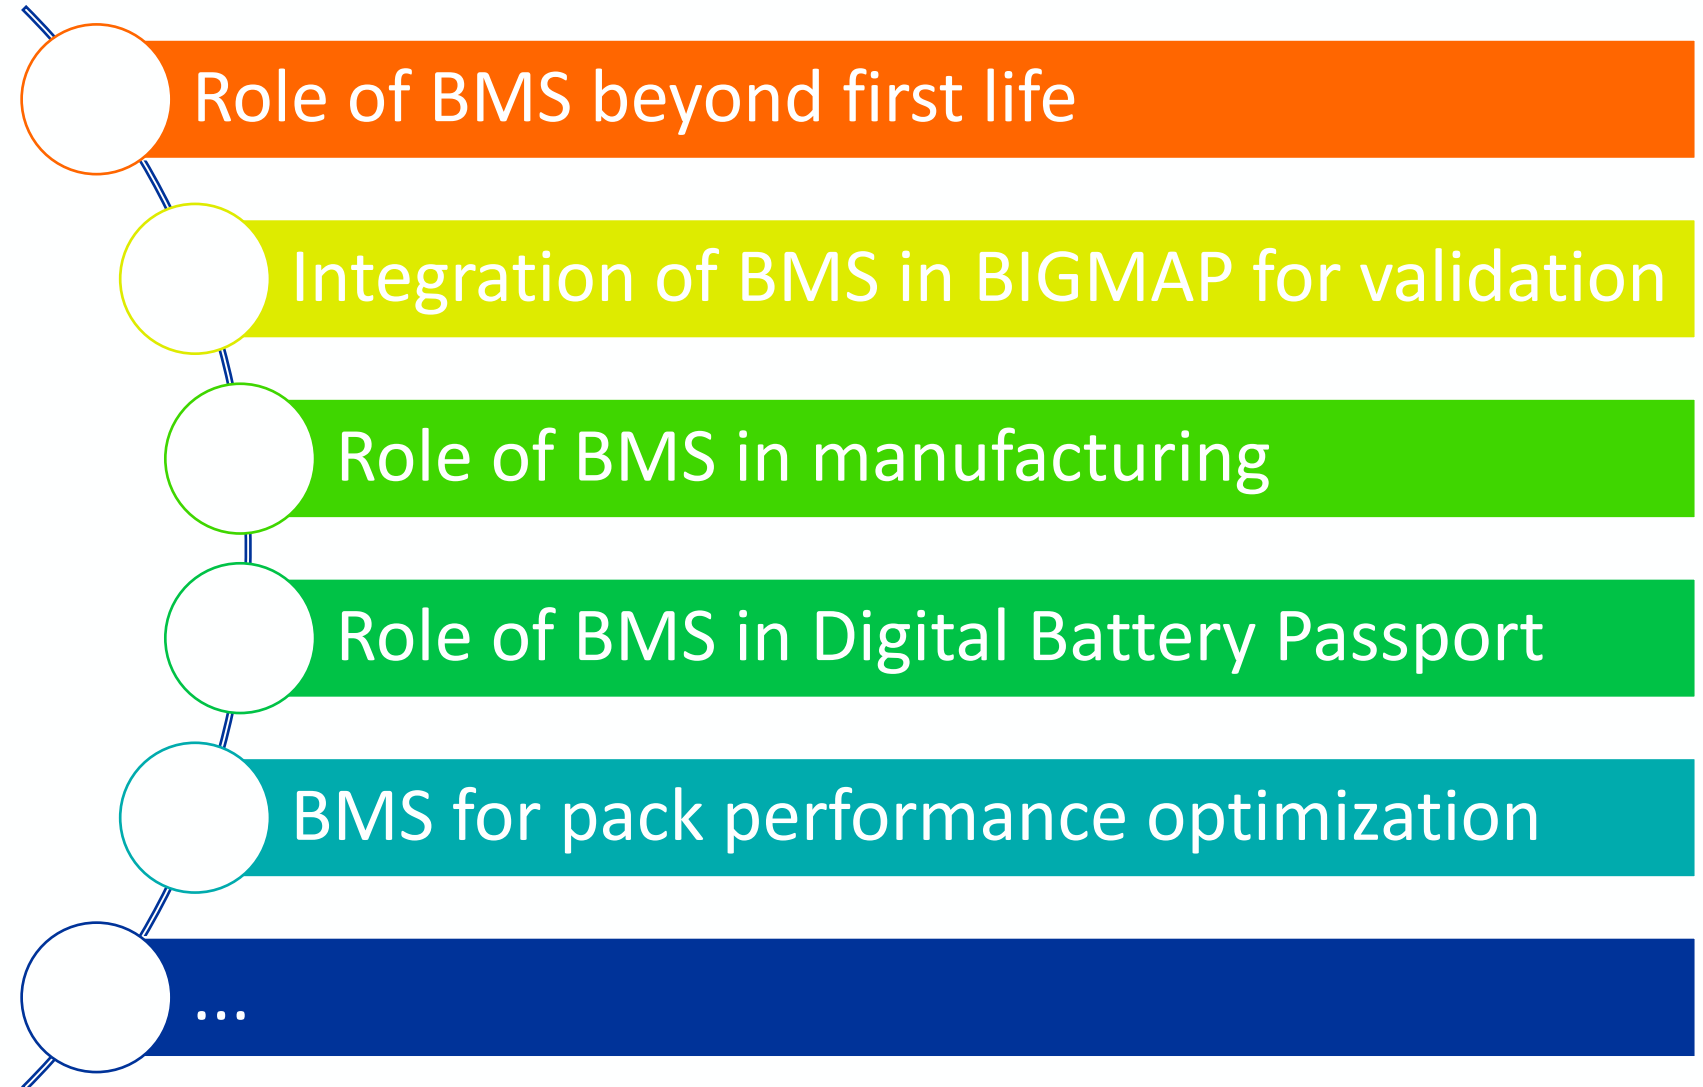 Role of BMS beyond first life
Integration of BMS in BIGMAP for validation
Role of BMS in manufacturing
Role of BMS in Digital Battery Passport
BMS for pack performance optimization
...